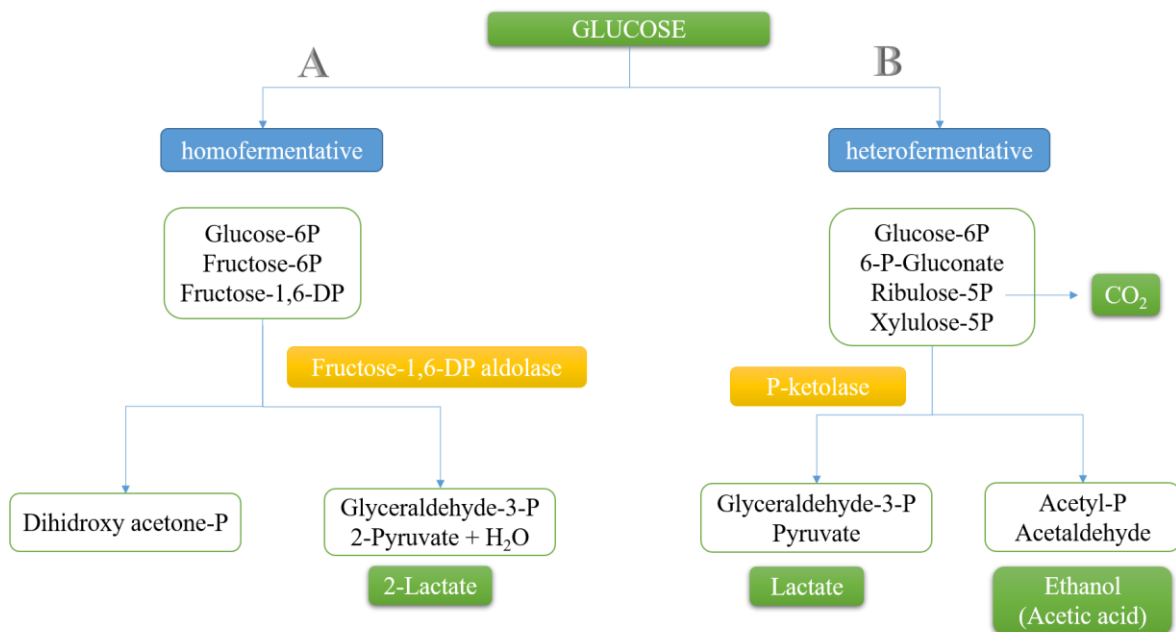 GLUCOSE
A
B
homofermentative
heterofermentative
Glucose-6P
Fructose-6P
Fructose-1,6-DP
Glucose-6P
6-P-Gluconate
Ribulose-5P
Xylulose-5P
CO₂
Fructose-1,6-DP aldolase
P-ketolase
Dihidroxy acetone-P
Glyceraldehyde-3-P
2-Pyruvate + H₂O
Glyceraldehyde-3-P
Pyruvate
Acetyl-P
Acetaldehyde
2-Lactate
Lactate
Ethanol
(Acetic acid)